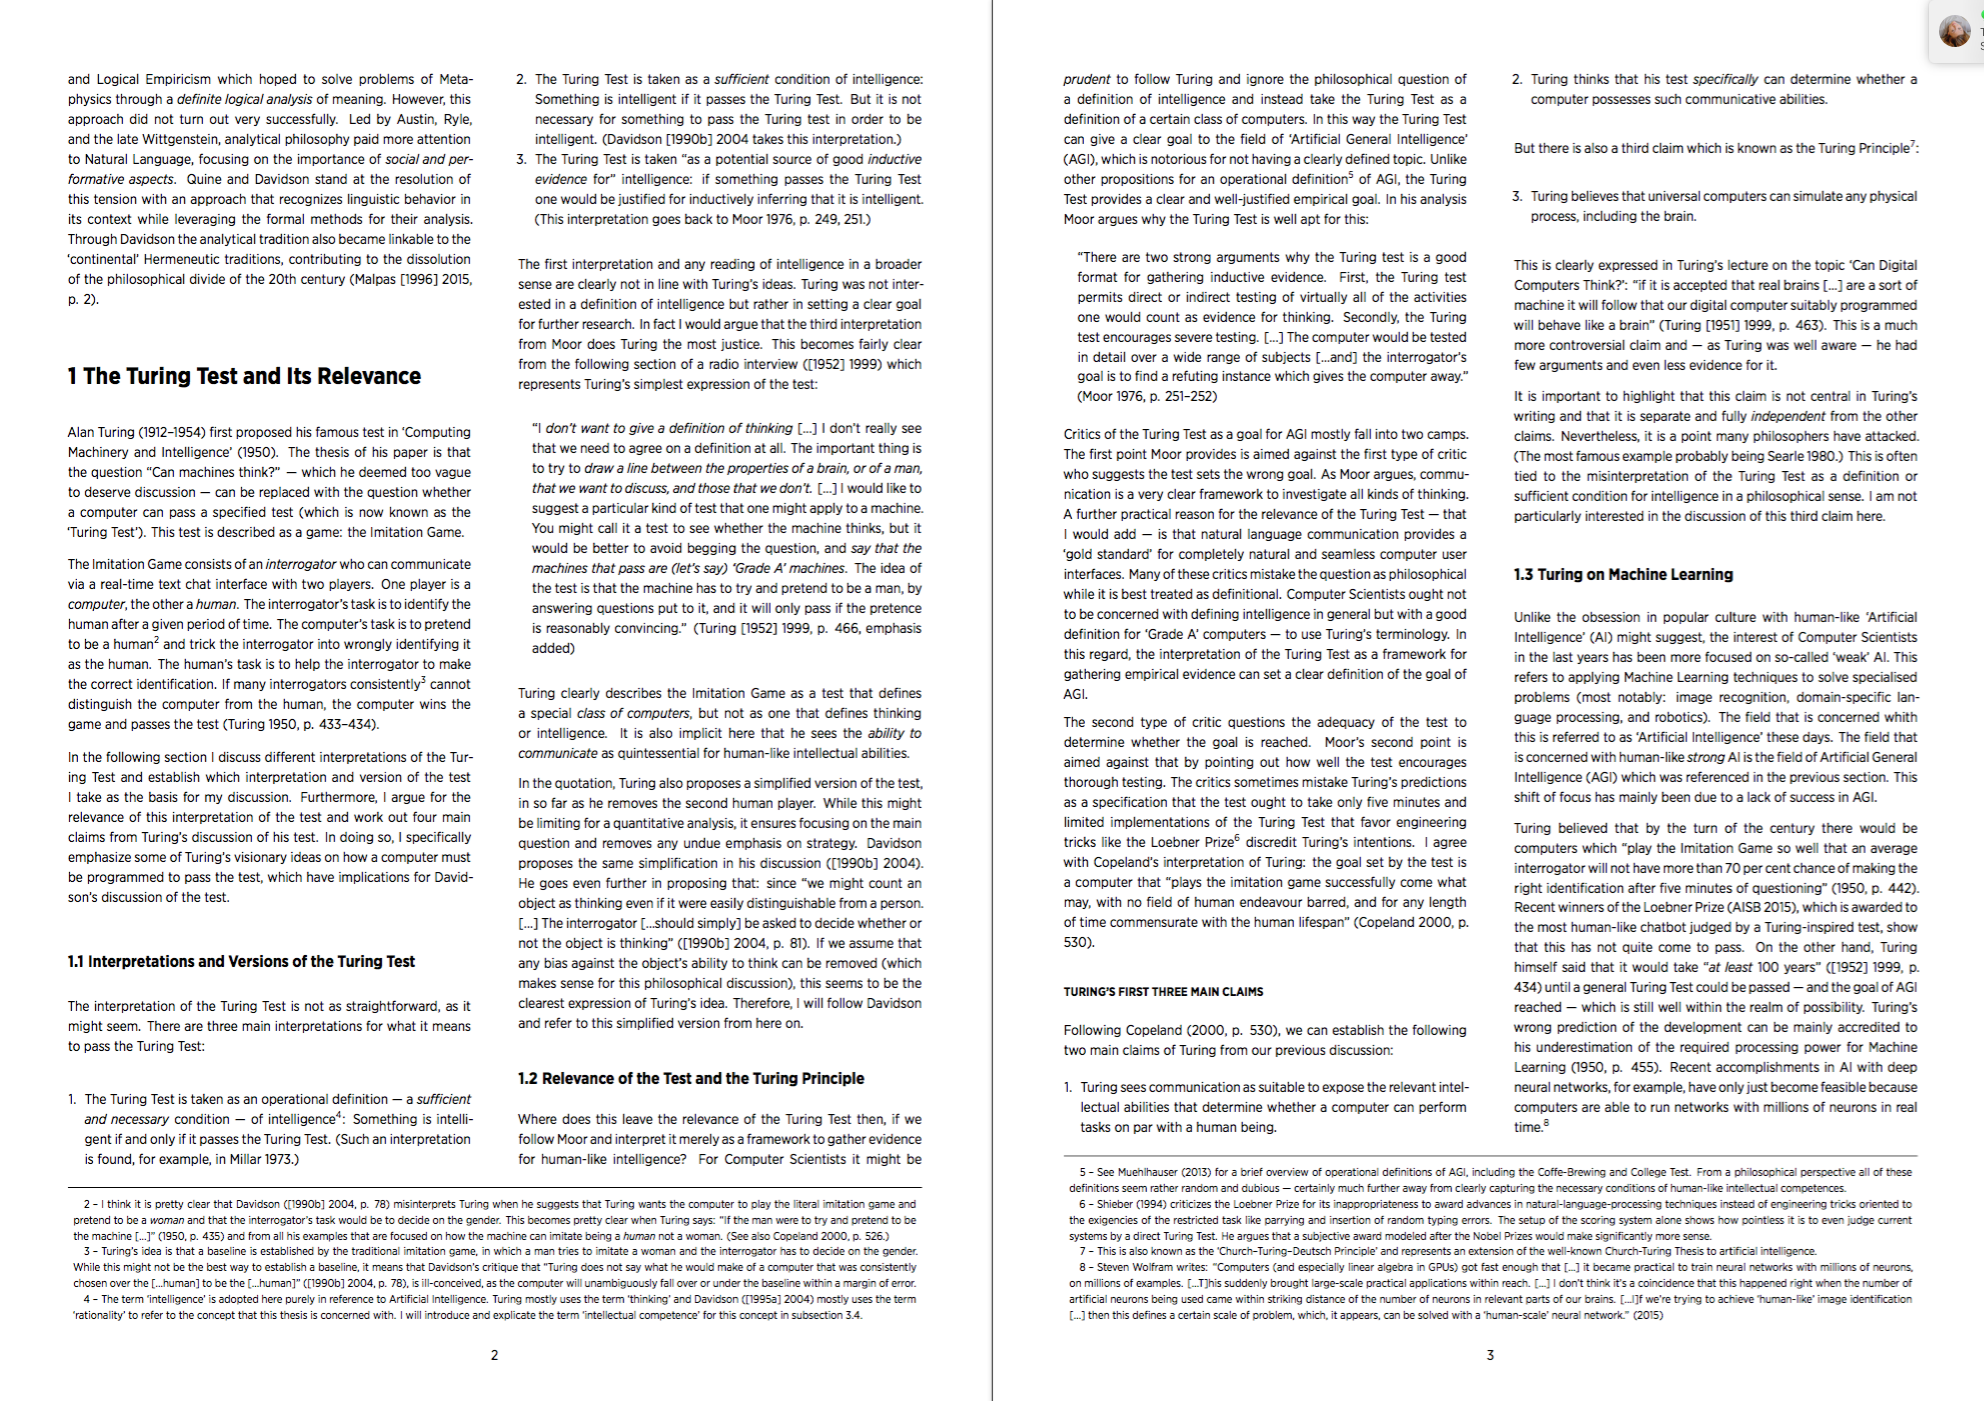 and Logical Empiricism which hoped to solve problems of Meta-
physics through a definite logical analysis of meaning. However, this
approach did not turn out very successfully. Led by Austin, Ryle,
and the late Wittgenstein, analytical philosophy paid more attention
to Natural Language, focusing on the importance of social and per-
formative aspects. Quine and Davidson stand at the resolution of
this tension with an approach that recognizes linguistic behavior in
its context while leveraging the formal methods for their analysis.
Through Davidson the analytical tradition also became linkable to the
'continental' Hermeneutic traditions, contributing to the dissolution
of the philosophical divide of the 20th century (Malpas [1996] 2015,
p. 2).
1 The Turing Test and Its Relevance
Alan Turing (1912–1954) first proposed his famous test in 'Computing
Machinery and Intelligence' (1950). The thesis of his paper is that
the question "Can machines think?" — which he deemed too vague
to deserve discussion — can be replaced with the question whether
a computer can pass a specified test (which is now known as the
'Turing Test'). This test is described as a game: the Imitation Game.
The Imitation Game consists of an interrogator who can communicate
via a real-time text chat interface with two players. One player is a
computer, the other a human. The interrogator's task is to identify the
human after a given period of time. The computer's task is to pretend
to be a human2 and trick the interrogator into wrongly identifying it
as the human. The human's task is to help the interrogator to make
the correct identification. If many interrogators consistently3 cannot
distinguish the computer from the human, the computer wins the
game and passes the test (Turing 1950, p. 433–434).
In the following section I discuss different interpretations of the Tur-
ing Test and establish which interpretation and version of the test
I take as the basis for my discussion. Furthermore, I argue for the
relevance of this interpretation of the test and work out four main
claims from Turing's discussion of his test. In doing so, I specifically
emphasize some of Turing's visionary ideas on how a computer must
be programmed to pass the test, which have implications for David-
son's discussion of the test.
1.1 Interpretations and Versions of the Turing Test
The interpretation of the Turing Test is not as straightforward, as it
might seem. There are three main interpretations for what it means
to pass the Turing Test:
1. The Turing Test is taken as an operational definition — a sufficient
and necessary condition — of intelligence4: Something is intelli-
gent if and only if it passes the Turing Test. (Such an interpretation
is found, for example, in Millar 1973.)
2. The Turing Test is taken as a sufficient condition of intelligence:
Something is intelligent if it passes the Turing Test. But it is not
necessary for something to pass the Turing test in order to be
intelligent. (Davidson [1990b] 2004 takes this interpretation.)
3. The Turing Test is taken "as a potential source of good inductive
evidence for" intelligence: if something passes the Turing Test
one would be justified for inductively inferring that it is intelligent.
(This interpretation goes back to Moor 1976, p. 249, 251.)
The first interpretation and any reading of intelligence in a broader
sense are clearly not in line with Turing's ideas. Turing was not inter-
ested in a definition of intelligence but rather in setting a clear goal
for further research. In fact I would argue that the third interpretation
from Moor does Turing the most justice. This becomes fairly clear
from the following section of a radio interview ([1952] 1999) which
represents Turing's simplest expression of the test:
"I don't want to give a definition of thinking [...] I don't really see
that we need to agree on a definition at all. The important thing is
to try to draw a line between the properties of a brain, or of a man,
that we want to discuss, and those that we don't. [...] I would like to
suggest a particular kind of test that one might apply to a machine.
You might call it a test to see whether the machine thinks, but it
would be better to avoid begging the question, and say that the
machines that pass are (let's say) 'Grade A' machines. The idea of
the test is that the machine has to try and pretend to be a man, by
answering questions put to it, and it will only pass if the pretence
is reasonably convincing." (Turing [1952] 1999, p. 466, emphasis
added)
Turing clearly describes the Imitation Game as a test that defines
a special class of computers, but not as one that defines thinking
or intelligence. It is also implicit here that he sees the ability to
communicate as quintessential for human-like intellectual abilities.
In the quotation, Turing also proposes a simplified version of the test,
in so far as he removes the second human player. While this might
be limiting for a quantitative analysis, it ensures focusing on the main
question and removes any undue emphasis on strategy. Davidson
proposes the same simplification in his discussion ([1990b] 2004).
He goes even further in proposing that: since "we might count an
object as thinking even if it were easily distinguishable from a person.
[...] The interrogator [...should simply] be asked to decide whether or
not the object is thinking" ([1990b] 2004, p. 81). If we assume that
any bias against the object's ability to think can be removed (which
makes sense for this philosophical discussion), this seems to be the
clearest expression of Turing's idea. Therefore, I will follow Davidson
and refer to this simplified version from here on.
1.2 Relevance of the Test and the Turing Principle
Where does this leave the relevance of the Turing Test then, if we
follow Moor and interpret it merely as a framework to gather evidence
for human-like intelligence? For Computer Scientists it might be
2 – I think it is pretty clear that Davidson ([1990b] 2004, p. 78) misinterprets Turing when he suggests that Turing wants the computer to play the literal imitation game and
pretend to be a woman and that the interrogator's task would be to decide on the gender. This becomes pretty clear when Turing says: "If the man were to try and pretend to be
the machine [...]" (1950, p. 435) and from all his examples that are focused on how the machine can imitate being a human not a woman. (See also Copeland 2000, p. 526.)
3 – Turing's idea is that a baseline is established by the traditional imitation game, in which a man tries to imitate a woman and the interrogator has to decide on the gender.
While this might not be the best way to establish a baseline, it means that Davidson's critique that "Turing does not say what he would make of a computer that was consistently
chosen over the [...human] to be the [...human]" ([1990b] 2004, p. 78), is ill-conceived, as the computer will unambiguously fall over or under the baseline within a margin of error.
4 – The term 'intelligence' is adopted here purely in reference to Artificial Intelligence. Turing mostly uses the term 'thinking' and Davidson ([1995a] 2004) mostly uses the term
'rationality' to refer to the concept that this thesis is concerned with. I will introduce and explicate the term 'intellectual competence' for this concept in subsection 3.4.
2
prudent to follow Turing and ignore the philosophical question of
a definition of intelligence and instead take the Turing Test as a
definition of a certain class of computers. In this way the Turing Test
can give a clear goal to the field of 'Artificial General Intelligence'
(AGI), which is notorious for not having a clearly defined topic. Unlike
other propositions for an operational definition5 of AGI, the Turing
Test provides a clear and well-justified empirical goal. In his analysis
Moor argues why the Turing Test is well apt for this:
"There are two strong arguments why the Turing test is a good
format for gathering inductive evidence. First, the Turing test
permits direct or indirect testing of virtually all of the activities
one would count as evidence for thinking. Secondly, the Turing
test encourages severe testing. [...] The computer would be tested
in detail over a wide range of subjects [...and] the interrogator's
goal is to find a refuting instance which gives the computer away."
(Moor 1976, p. 251–252)
Critics of the Turing Test as a goal for AGI mostly fall into two camps.
The first point Moor provides is aimed against the first type of critic
who suggests the test sets the wrong goal. As Moor argues, commu-
nication is a very clear framework to investigate all kinds of thinking.
A further practical reason for the relevance of the Turing Test — that
I would add — is that natural language communication provides a
'gold standard' for completely natural and seamless computer user
interfaces. Many of these critics mistake the question as philosophical
while it is best treated as definitional. Computer Scientists ought not
to be concerned with defining intelligence in general but with a good
definition for 'Grade A' computers — to use Turing's terminology. In
this regard, the interpretation of the Turing Test as a framework for
gathering empirical evidence can set a clear definition of the goal of
AGI.
The second type of critic questions the adequacy of the test to
determine whether the goal is reached. Moor's second point is
aimed against that by pointing out how well the test encourages
thorough testing. The critics sometimes mistake Turing's predictions
as a specification that the test ought to take only five minutes and
limited implementations of the Turing Test that favor engineering
tricks like the Loebner Prize6 discredit Turing's intentions. I agree
with Copeland's interpretation of Turing: the goal set by the test is
a computer that "plays the imitation game successfully come what
may, with no field of human endeavour barred, and for any length
of time commensurate with the human lifespan" (Copeland 2000, p.
530).
TURING'S FIRST THREE MAIN CLAIMS
Following Copeland (2000, p. 530), we can establish the following
two main claims of Turing from our previous discussion:
1. Turing sees communication as suitable to expose the relevant intel-
lectual abilities that determine whether a computer can perform
tasks on par with a human being.
2. Turing thinks that his test specifically can determine whether a
computer possesses such communicative abilities.
But there is also a third claim which is known as the Turing Principle7:
3. Turing believes that universal computers can simulate any physical
process, including the brain.
This is clearly expressed in Turing's lecture on the topic 'Can Digital
Computers Think?': "if it is accepted that real brains [...] are a sort of
machine it will follow that our digital computer suitably programmed
will behave like a brain" (Turing [1951] 1999, p. 463). This is a much
more controversial claim and — as Turing was well aware — he had
few arguments and even less evidence for it.
It is important to highlight that this claim is not central in Turing's
writing and that it is separate and fully independent from the other
claims. Nevertheless, it is a point many philosophers have attacked.
(The most famous example probably being Searle 1980.) This is often
tied to the misinterpretation of the Turing Test as a definition or
sufficient condition for intelligence in a philosophical sense. I am not
particularly interested in the discussion of this third claim here.
1.3 Turing on Machine Learning
Unlike the obsession in popular culture with human-like 'Artificial
Intelligence' (AI) might suggest, the interest of Computer Scientists
in the last years has been more focused on so-called 'weak' AI. This
refers to applying Machine Learning techniques to solve specialised
problems (most notably: image recognition, domain-specific lan-
guage processing, and robotics). The field that is concerned whith
this is referred to as 'Artificial Intelligence' these days. The field that
is concerned with human-like strong AI is the field of Artificial General
Intelligence (AGI) which was referenced in the previous section. This
shift of focus has mainly been due to a lack of success in AGI.
Turing believed that by the turn of the century there would be
computers which "play the Imitation Game so well that an average
interrogator will not have more than 70 per cent chance of making the
right identification after five minutes of questioning" (1950, p. 442).
Recent winners of the Loebner Prize (AISB 2015), which is awarded to
the most human-like chatbot judged by a Turing-inspired test, show
that this has not quite come to pass. On the other hand, Turing
himself said that it would take "at least 100 years" ([1952] 1999, p.
434) until a general Turing Test could be passed — and the goal of AGI
reached — which is still well within the realm of possibility. Turing's
wrong prediction of the development can be mainly accredited to
his underestimation of the required processing power for Machine
Learning (1950, p. 455). Recent accomplishments in AI with deep
neural networks, for example, have only just become feasible because
computers are able to run networks with millions of neurons in real
time.8
5 – See Muehlhauser (2013) for a brief overview of operational definitions of AGI, including the Coffe-Brewing and College Test. From a philosophical perspective all of these
definitions seem rather random and dubious — certainly much further away from clearly capturing the necessary conditions of human-like intellectual competences.
6 – Shieber (1994) criticizes the Loebner Prize for its inappropriateness to award advances in natural-language-processing techniques instead of engineering tricks oriented to
the exigencies of the restricted task like parrying and insertion of random typing errors. The setup of the scoring system alone shows how pointless it is to even judge current
systems by a direct Turing Test. He argues that a subjective award modeled after the Nobel Prizes would make significantly more sense.
7 – This is also known as the 'Church-Turing-Deutsch Principle' and represents an extension of the well-known Church-Turing Thesis to artificial intelligence.
8 – Steven Wolfram writes: "Computers (and especially linear algebra in GPUs) got fast enough that [...] it became practical to train neural networks with millions of neurons,
on millions of examples. [...T]his suddenly brought large-scale practical applications within reach. [...] I don't think it's a coincidence that this happened right when the number of
artificial neurons being used came within striking distance of the number of neurons in relevant parts of our brains. [...I]f we're trying to achieve 'human-like' image identification
[...] then this defines a certain scale of problem, which, it appears, can be solved with a 'human-scale' neural network." (2015)
3